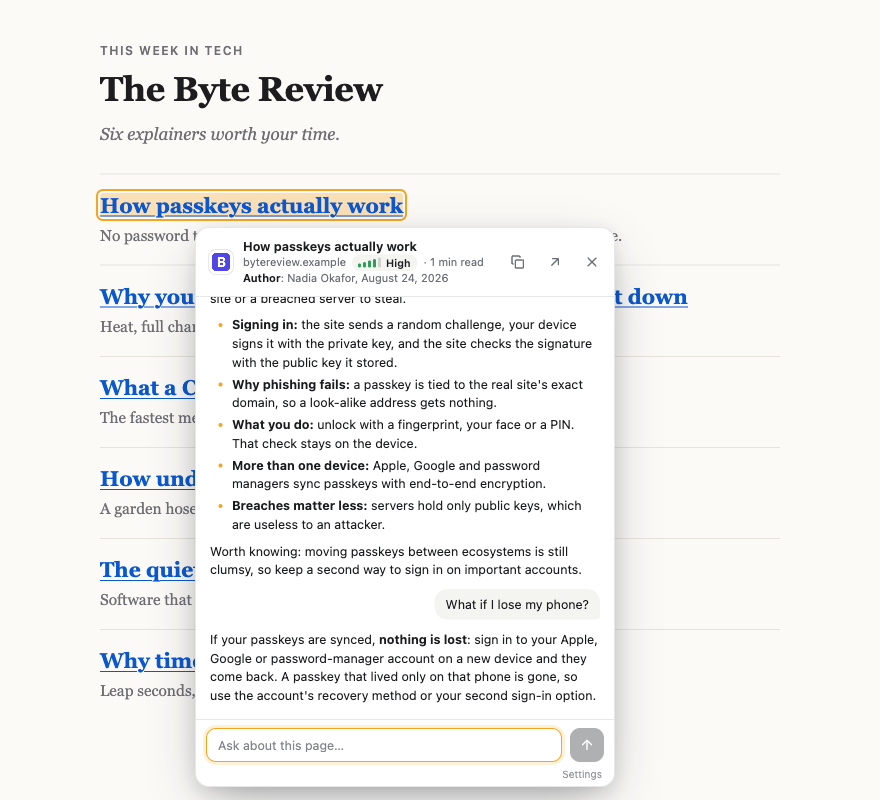 THIS WEEK IN TECH
The Byte Review
Six explainers worth your time.
How passkeys actually work
No password
e.
B
How passkeys actually work
bytereview.example High · 1 min read
Author: Nadia Okafor, August 24, 2026
site or a breached server to steal.
• Signing in: the site sends a random challenge, your device
signs it with the private key, and the site checks the signature
with the public key it stored.
• Why phishing fails: a passkey is tied to the real site's exact
domain, so a look-alike address gets nothing.
• What you do: unlock with a fingerprint, your face or a PIN.
That check stays on the device.
• More than one device: Apple, Google and password
managers sync passkeys with end-to-end encryption.
• Breaches matter less: servers hold only public keys, which
are useless to an attacker.
Worth knowing: moving passkeys between ecosystems is still
clumsy, so keep a second way to sign in on important accounts.
What if I lose my phone?
If your passkeys are synced, nothing is lost: sign in to your Apple,
Google or password-manager account on a new device and they
come back. A passkey that lived only on that phone is gone, so
use the account's recovery method or your second sign-in option.
Ask about this page...
Settings
Why you
t down
Heat, full
What a C
The fastest
How
A garden hose
The
Software that
Why
Leap seconds,